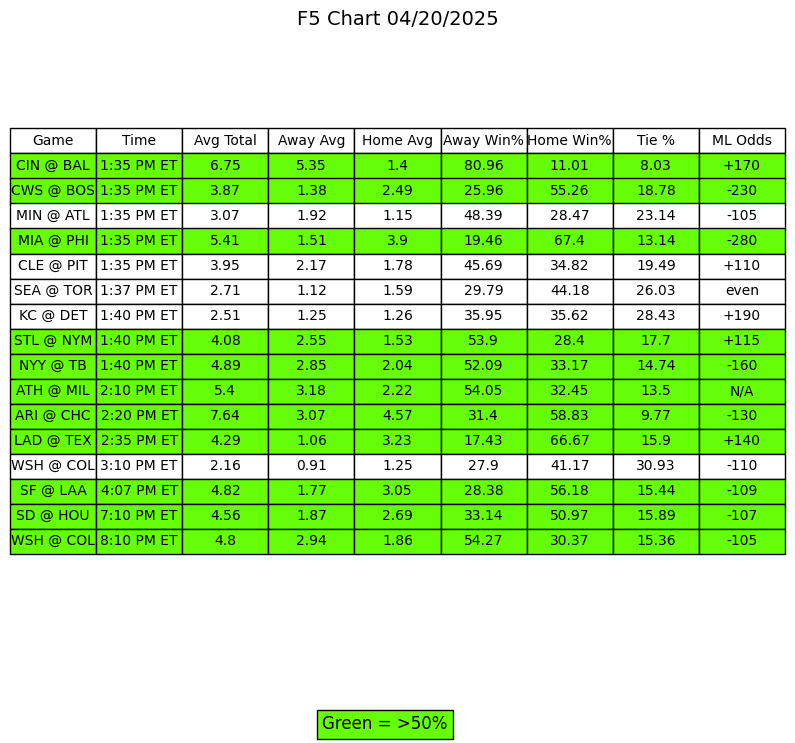 F5 Chart 04/20/2025
Game Time Avg Total Away Avg Home Avg Away Win% Home Win% Tie % ML Odds
CIN @ BAL 1:35 PM ET 6.75 5.35 1.4 80.96 11.01 8.03 +170
CWS @ BOS 1:35 PM ET 3.87 1.38 2.49 25.96 55.26 18.78 -230
MIN @ ATL 1:35 PM ET 3.07 1.92 1.15 48.39 28.47 23.14 -105
MIA @ PHI 1:35 PM ET 5.41 1.51 3.9 19.46 67.4 13.14 -280
CLE @ PIT 1:35 PM ET 3.95 2.17 1.78 45.69 34.82 19.49 +110
SEA @ TOR 1:37 PM ET 2.71 1.12 1.59 29.79 44.18 26.03 even
KC @ DET 1:40 PM ET 2.51 1.25 1.26 35.95 35.62 28.43 +190
STL @ NYM 1:40 PM ET 4.08 2.55 1.53 53.9 28.4 17.7 +115
NYY @ TB 1:40 PM ET 4.89 2.85 2.04 52.09 33.17 14.74 -160
ATH @ MIL 2:10 PM ET 5.4 3.18 2.22 54.05 32.45 13.5 N/A
ARI @ CHC 2:20 PM ET 7.64 3.07 4.57 31.4 58.83 9.77 -130
LAD @ TEX 2:35 PM ET 4.29 1.06 3.23 17.43 66.67 15.9 +140
WSH @ COL 3:10 PM ET 2.16 0.91 1.25 27.9 41.17 30.93 -110
SF @ LAA 4:07 PM ET 4.82 1.77 3.05 28.38 56.18 15.44 -109
SD @ HOU 7:10 PM ET 4.56 1.87 2.69 33.14 50.97 15.89 -107
WSH @ COL 8:10 PM ET 4.8 2.94 1.86 54.27 30.37 15.36 -105
Green = >50%